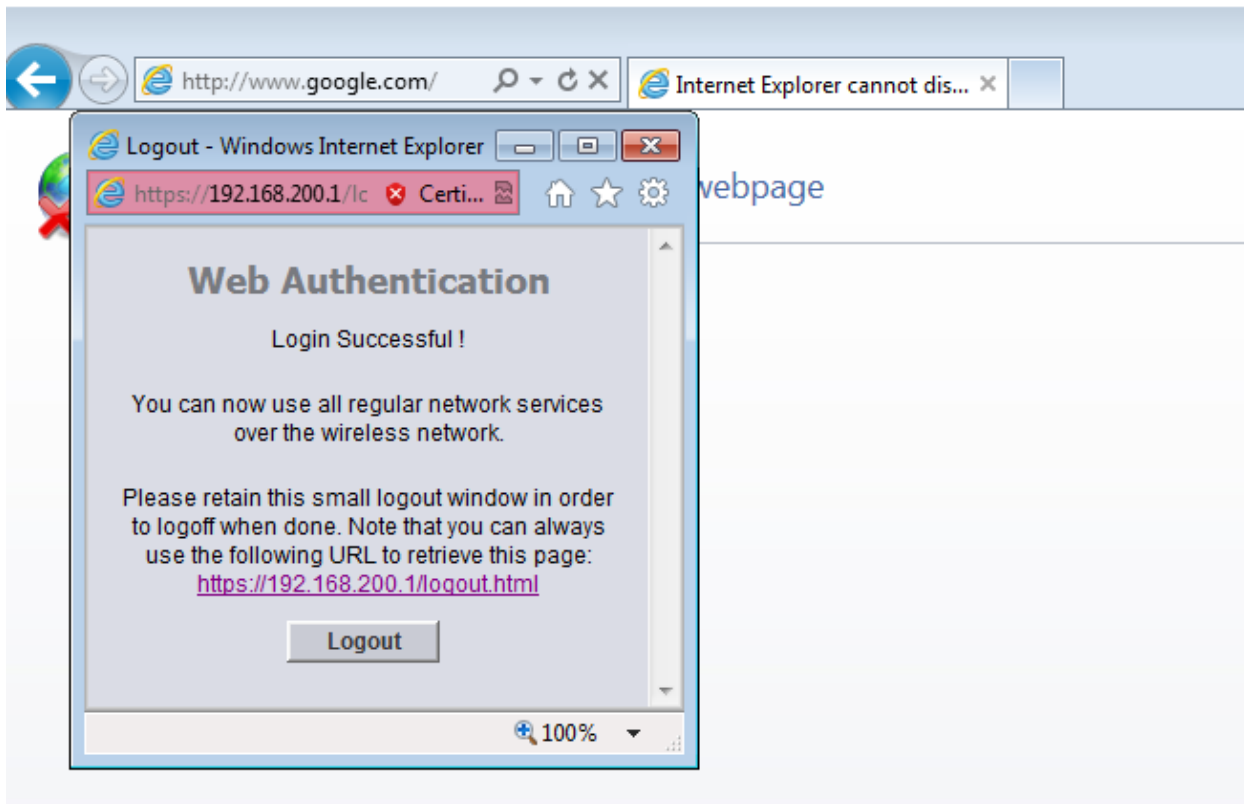 http://www.google.com/
Internet Explorer cannot dis...
Logout - Windows Internet Explorer
https://192.168.200.1/lc Certi...
webpage
Web Authentication
Login Successful !
You can now use all regular network services
over the wireless network.
Please retain this small logout window in order
to logoff when done. Note that you can always
use the following URL to retrieve this page:
https://192.168.200.1/logout.html
Logout
100%